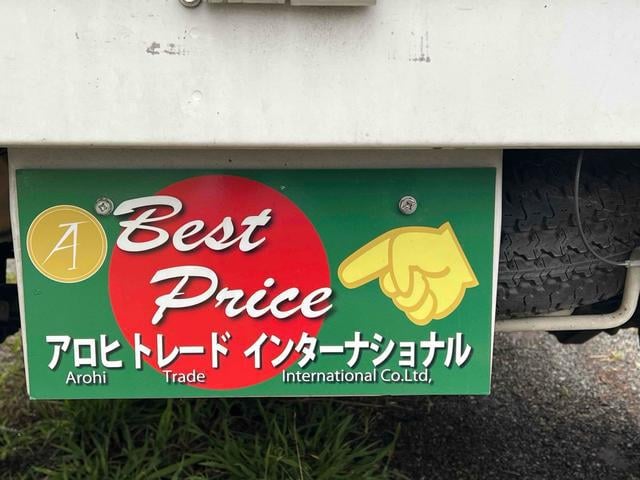 A
Best
Price
アロヒ トレード インターナショナル
Arohi Trade International Co.Ltd,